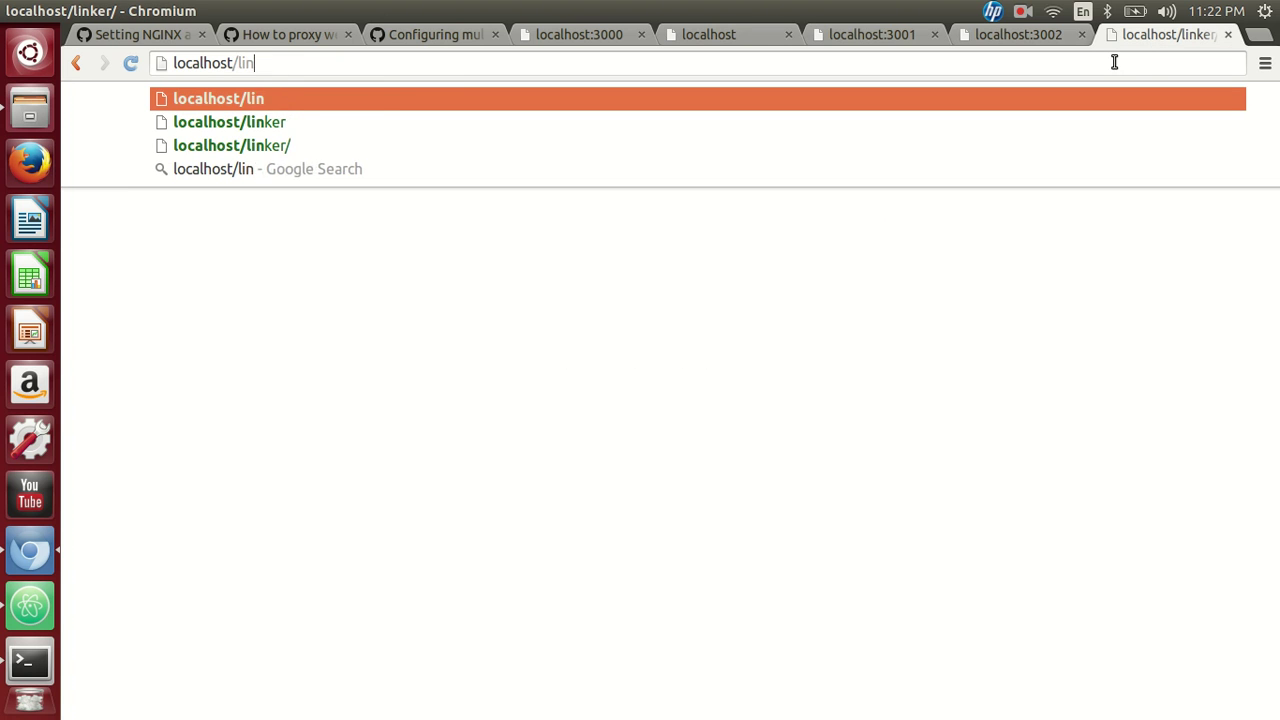 localhost/linker/ - Chromium
En
11:22 PM
Setting NGINX a
How to proxy w
Configuring mul
localhost:3000
localhost
localhost:3001
localhost:3002
localhost/linker/
localhost/lin
localhost/lin
localhost/linker
localhost/linker/
localhost/lin - Google Search
You
Tube